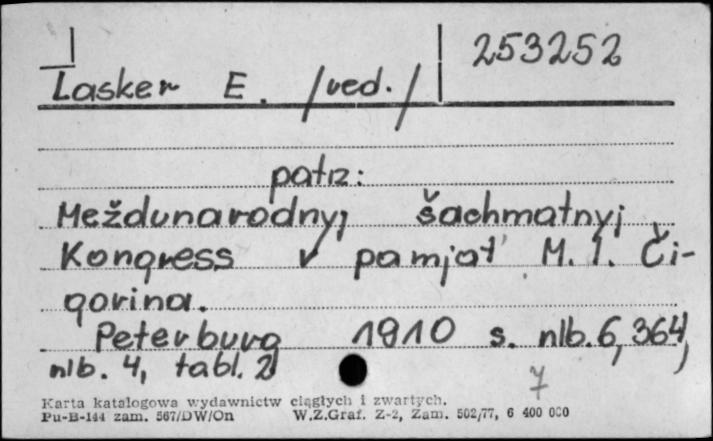 253252
Lasker E. /red./
patrz:
Meždunarodnyj šachmatnyj
Kongress v pamjat' M. I. Či-
gorina.
Peterburg 1910 s. nlb. 6, 364,
nlb. 4, tabl. 2
7
Karta katalogowa wydawnictw ciągłych i zwartych.
Pu-B-144 zam. 567/DW/On W.Z.Graf. Z-2, Zam. 502/77, 6 400 000